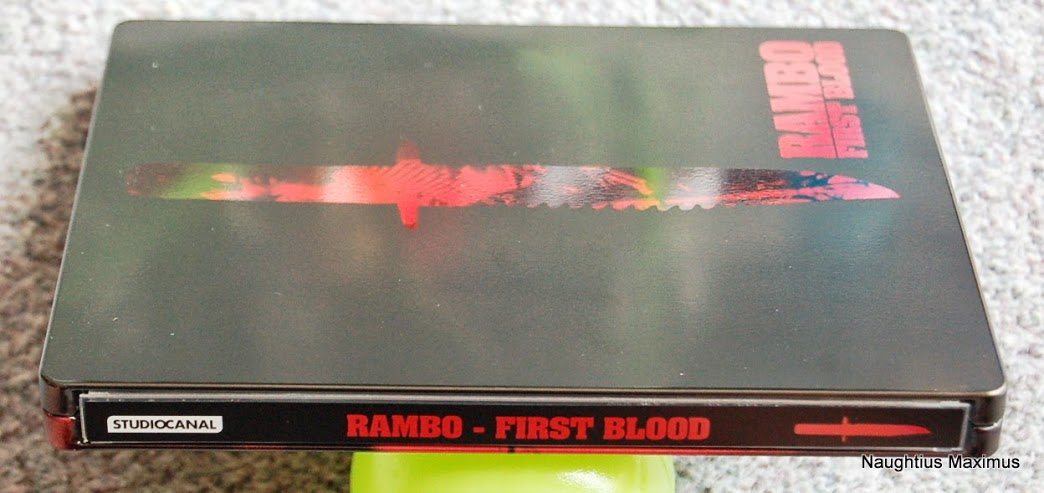 RAMBO
FIRST BLOOD
STUDIOCANAL
RAMBO - FIRST BLOOD
Naughtius Maximus